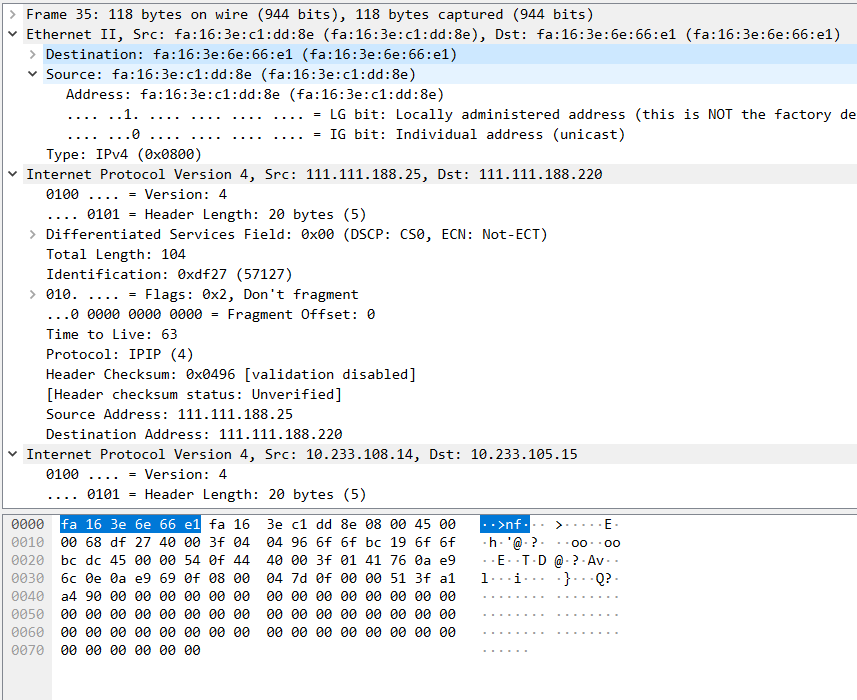 Frame 35: 118 bytes on wire (944 bits), 118 bytes captured (944 bits)
Ethernet II, Src: fa:16:3e:c1:dd:8e (fa:16:3e:c1:dd:8e), Dst: fa:16:3e:6e:66:e1 (fa:16:3e:6e:66:e1)
Destination: fa:16:3e:6e:66:e1 (fa:16:3e:6e:66:e1)
Source: fa:16:3e:c1:dd:8e (fa:16:3e:c1:dd:8e)
Address: fa:16:3e:c1:dd:8e (fa:16:3e:c1:dd:8e)
.... ..1. .... .... .... .... = LG bit: Locally administered address (this is NOT the factory de
.... ...0 .... .... .... .... = IG bit: Individual address (unicast)
Type: IPv4 (0x0800)
Internet Protocol Version 4, Src: 111.111.188.25, Dst: 111.111.188.220
0100 .... = Version: 4
.... 0101 = Header Length: 20 bytes (5)
Differentiated Services Field: 0x00 (DSCP: CS0, ECN: Not-ECT)
Total Length: 104
Identification: 0xdf27 (57127)
010. .... = Flags: 0x2, Don't fragment
...0 0000 0000 0000 = Fragment Offset: 0
Time to Live: 63
Protocol: IPIP (4)
Header Checksum: 0x0496 [validation disabled]
[Header checksum status: Unverified]
Source Address: 111.111.188.25
Destination Address: 111.111.188.220
Internet Protocol Version 4, Src: 10.233.108.14, Dst: 10.233.105.15
0100 .... = Version: 4
.... 0101 = Header Length: 20 bytes (5)
0000 fa 16 3e 6e 66 e1 fa 16 3e c1 dd 8e 08 00 45 00 ··>nf··· >·····E·
0010 00 68 df 27 40 00 3f 04 04 96 6f 6f bc 19 6f 6f ·h·'@·?· ··oo··oo
0020 bc dc 45 00 00 54 0f 44 40 00 3f 01 41 76 0a e9 ··E··T·D @·?·Av··
0030 6c 0e 0a e9 69 0f 08 00 04 7d 0f 00 00 51 3f a1 l···i··· ·}···Q?·
0040 a4 90 00 00 00 00 00 00 00 00 00 00 00 00 00 00 ········ ········
0050 00 00 00 00 00 00 00 00 00 00 00 00 00 00 00 00 ········ ········
0060 00 00 00 00 00 00 00 00 00 00 00 00 00 00 00 00 ········ ········
0070 00 00 00 00 00 00 ······